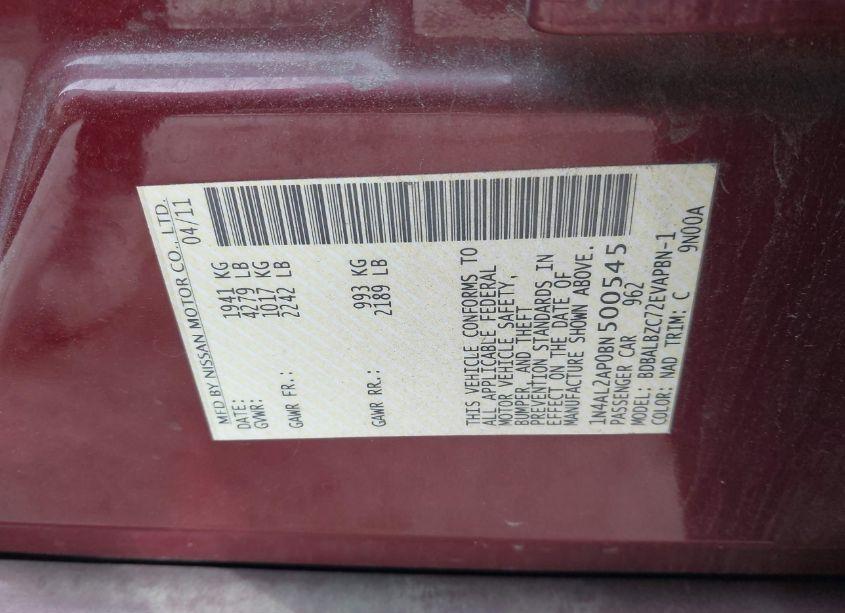 MFD BY NISSAN MOTOR CO., LTD.
DATE: 04/11
GVWR: 1941 KG
4279 LB
GAWR FR.: 1017 KG
2242 LB
GAWR RR.: 993 KG
2189 LB
THIS VEHICLE CONFORMS TO
ALL APPLICABLE FEDERAL
MOTOR VEHICLE SAFETY,
BUMPER, AND THEFT
PREVENTION STANDARDS IN
EFFECT ON THE DATE OF
MANUFACTURE SHOWN ABOVE.
1N4AL2AP0BN500545
PASSENGER CAR 962
MODEL: BDBALBZC72EVAPBN-1
COLOR: NAD TRIM: C 9N00A